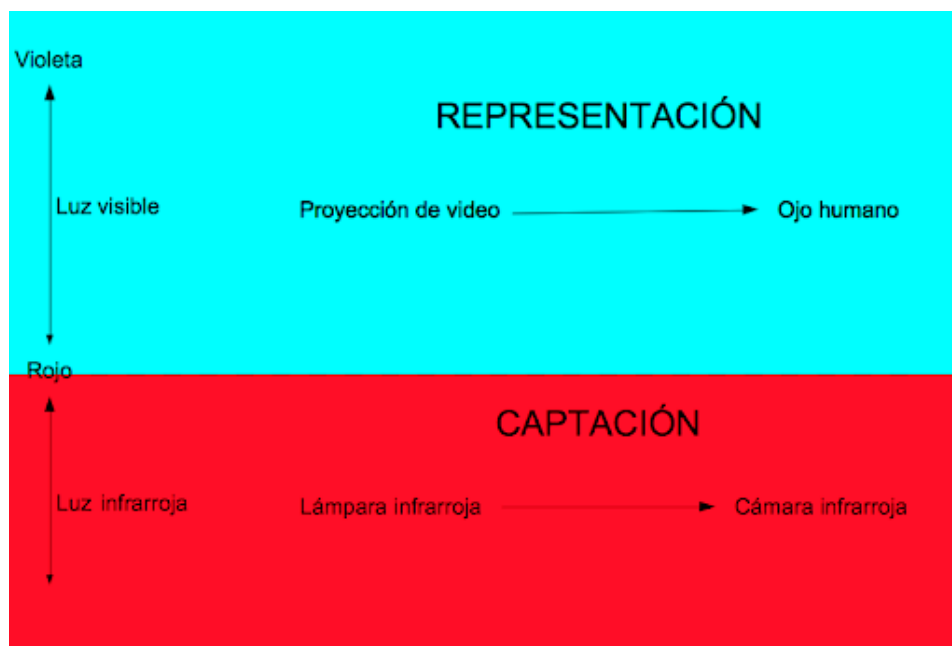 Violeta
REPRESENTACIÓN
Luz visible
Proyección de video
Ojo humano
Rojo
CAPTACIÓN
Luz infrarroja
Lámpara infrarroja
Cámara infrarroja